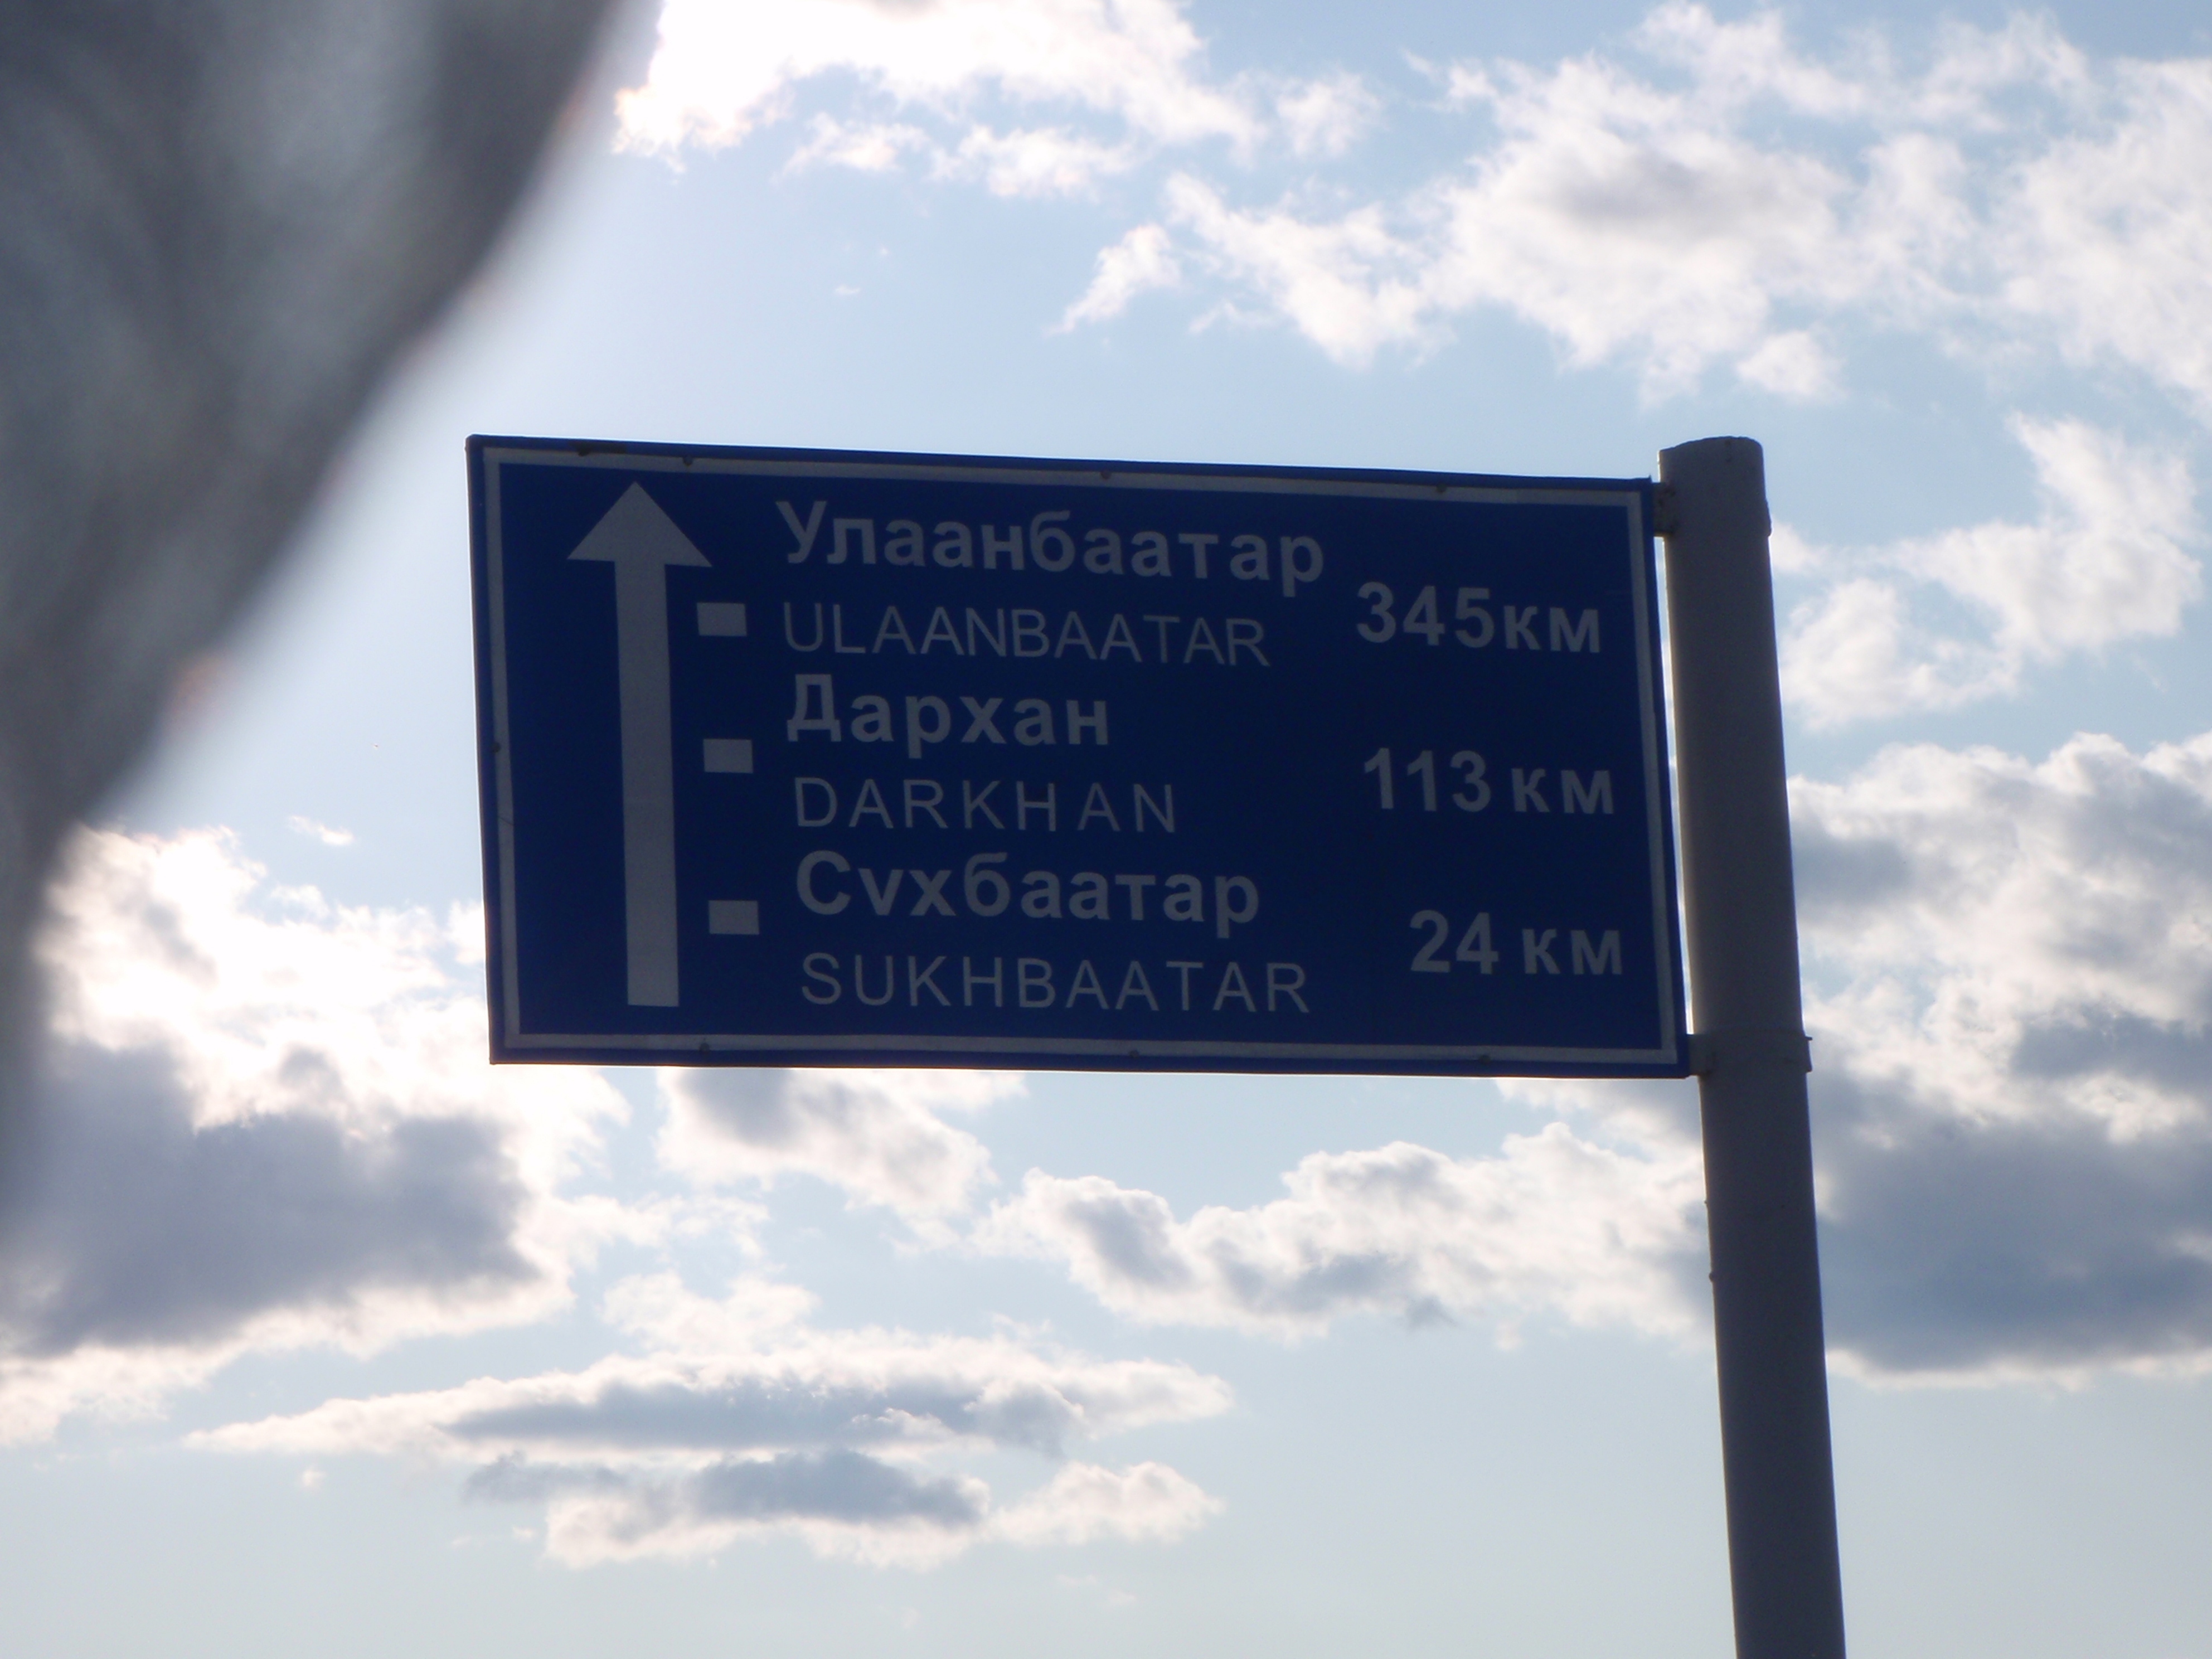 Улаанбаатар
ULAANBAATAR 345км
Дархан
DARKHAN 113 км
Сvхбаатар
SUKHBAATAR 24 км